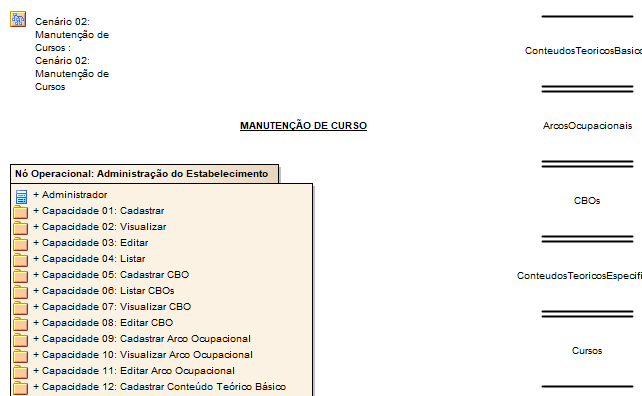 Cenário 02:
Manutenção de
Cursos :
Cenário 02:
Manutenção de
Cursos
MANUTENÇÃO DE CURSO
Nó Operacional: Administração do Estabelecimento
+ Administrador
+ Capacidade 01: Cadastrar
+ Capacidade 02: Visualizar
+ Capacidade 03: Editar
+ Capacidade 04: Listar
+ Capacidade 05: Cadastrar CBO
+ Capacidade 06: Listar CBOs
+ Capacidade 07: Visualizar CBO
+ Capacidade 08: Editar CBO
+ Capacidade 09: Cadastrar Arco Ocupacional
+ Capacidade 10: Visualizar Arco Ocupacional
+ Capacidade 11: Editar Arco Ocupacional
+ Capacidade 12: Cadastrar Conteúdo Teórico Básico
ConteudosTeoricosBasico
ArcosOcupacionais
CBOs
ConteudosTeoricosEspecifi
Cursos